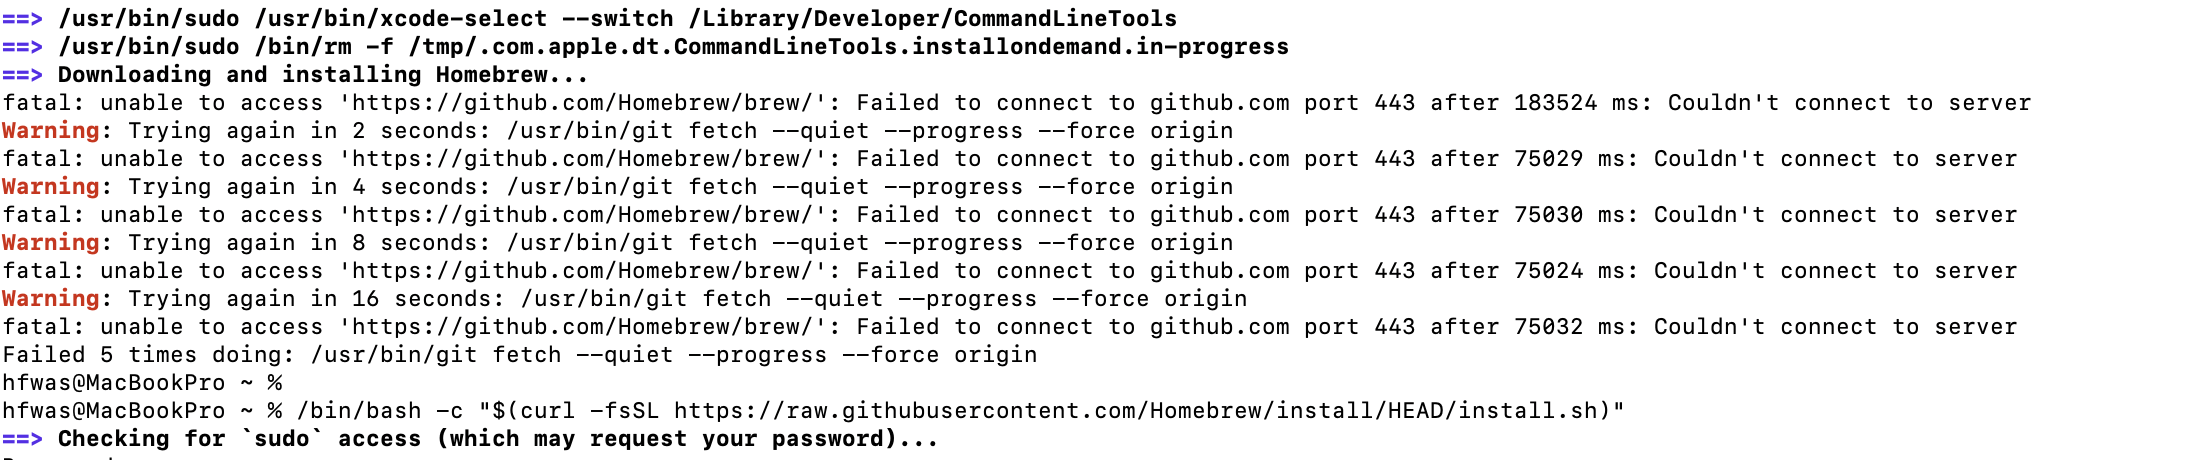 ==> /usr/bin/sudo /usr/bin/xcode-select --switch /Library/Developer/CommandLineTools
==> /usr/bin/sudo /bin/rm -f /tmp/.com.apple.dt.CommandLineTools.installondemand.in-progress
==> Downloading and installing Homebrew...
fatal: unable to access 'https://github.com/Homebrew/brew/': Failed to connect to github.com port 443 after 183524 ms: Couldn't connect to server
Warning: Trying again in 2 seconds: /usr/bin/git fetch --quiet --progress --force origin
fatal: unable to access 'https://github.com/Homebrew/brew/': Failed to connect to github.com port 443 after 75029 ms: Couldn't connect to server
Warning: Trying again in 4 seconds: /usr/bin/git fetch --quiet --progress --force origin
fatal: unable to access 'https://github.com/Homebrew/brew/': Failed to connect to github.com port 443 after 75030 ms: Couldn't connect to server
Warning: Trying again in 8 seconds: /usr/bin/git fetch --quiet --progress --force origin
fatal: unable to access 'https://github.com/Homebrew/brew/': Failed to connect to github.com port 443 after 75024 ms: Couldn't connect to server
Warning: Trying again in 16 seconds: /usr/bin/git fetch --quiet --progress --force origin
fatal: unable to access 'https://github.com/Homebrew/brew/': Failed to connect to github.com port 443 after 75032 ms: Couldn't connect to server
Failed 5 times doing: /usr/bin/git fetch --quiet --progress --force origin
hfwas@MacBookPro ~ %
hfwas@MacBookPro ~ % /bin/bash -c "$(curl -fsSL https://raw.githubusercontent.com/Homebrew/install/HEAD/install.sh)"
==> Checking for `sudo` access (which may request your password)...